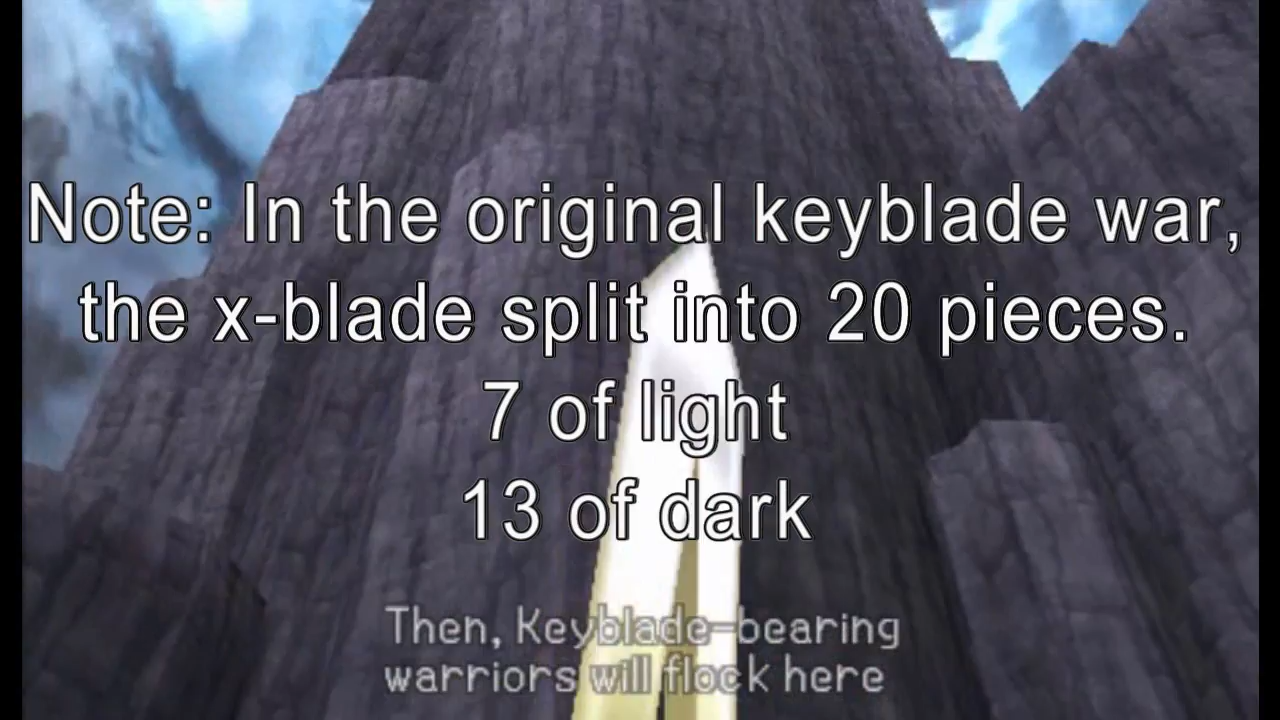 Note: In the original keyblade war,
the x-blade split into 20 pieces.
7 of light
13 of dark
Then, Keyblade-bearing
warriors will flock here